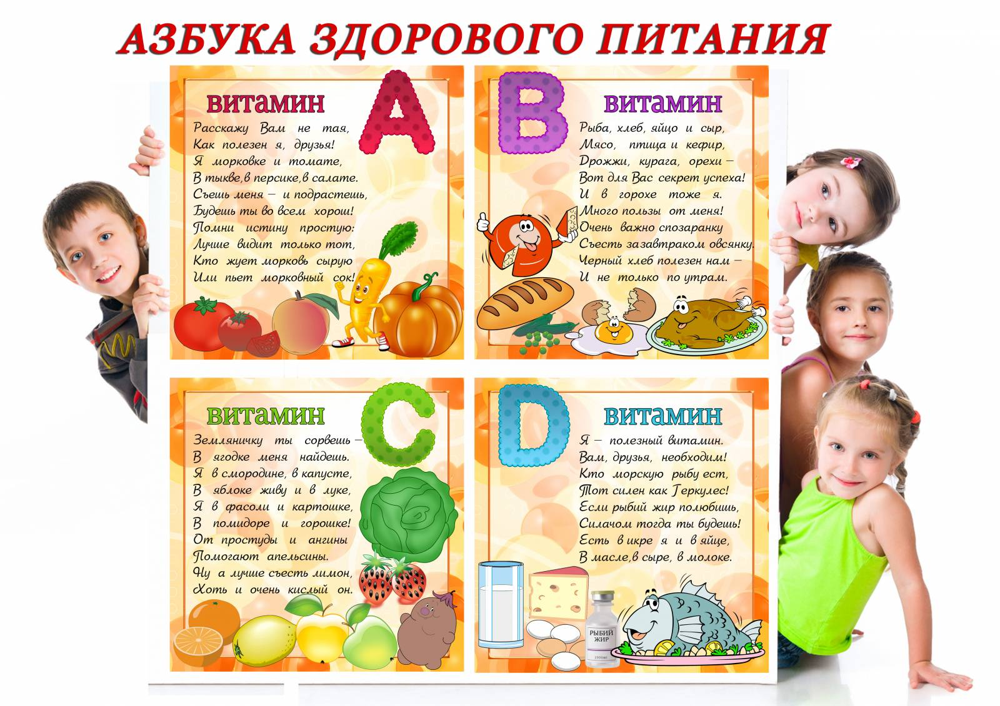 АЗБУКА ЗДОРОВОГО ПИТАНИЯ
витамин A
Расскажу Вам не тая,
Как полезен я, друзья!
Я морковке и томате,
В тыкве,в персике,в салате.
Съешь меня – и подрастешь,
Будешь ты во всем хорош!
Помни истину простую:
Лучше видит только тот,
Кто жует морковь сырую
Или пьет морковный сок!
B витамин
Рыба, хлеб, яйцо и сыр,
Мясо, птица и кефир,
Дрожжи, курага, орехи –
Вот для Вас секрет успеха!
И в горохе тоже я.
Много пользы от меня!
Очень важно спозаранку
Съесть зазавтраком овсянку.
Черный хлеб полезен нам –
И не только по утрам.
витамин C
Земляничку ты сорвешь –
В ягодке меня найдешь.
Я в смородине, в капусте,
В яблоке живу и в луке,
Я в фасоли и картошке,
В помидоре и горошке!
От простуды и ангины
Помогают апельсины.
Ну а лучше съесть лимон,
Хоть и очень кислый он.
D витамин
Я – полезный витамин.
Вам, друзья, необходим!
Кто морскую рыбу ест,
Тот силен как Геркулес!
Если рыбий жир полюбишь,
Силачом тогда ты будешь!
Есть в икре я и в яйце,
В масле,в сыре, в молоке.
РЫБИЙ
ЖИР
1000ml